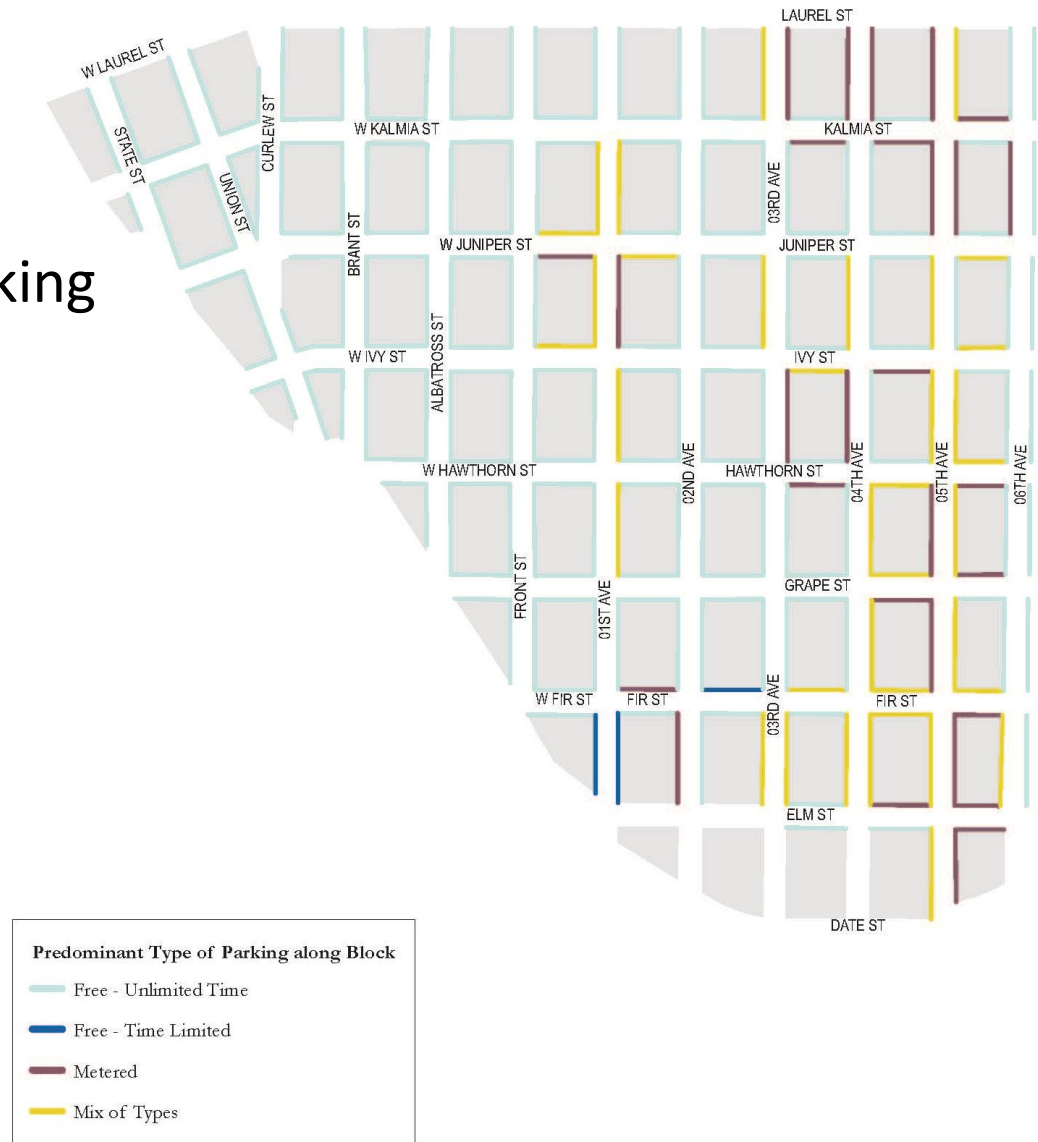 LAUREL ST
W LAUREL ST
CURLEW ST
W KALMIA ST
KALMIA ST
STATE ST
UNION ST
03RD AVE
BRANT ST
W JUNIPER ST
JUNIPER ST
king
ALBATROSS ST
W IVY ST
IVY ST
W HAWTHORN ST
02ND AVE
HAWTHORN ST
04TH AVE
05TH AVE
06TH AVE
FRONT ST
01ST AVE
GRAPE ST
W FIR ST
FIR ST
03RD AVE
FIR ST
ELM ST
DATE ST
Predominant Type of Parking along Block
Free - Unlimited Time
Free - Time Limited
Metered
Mix of Types